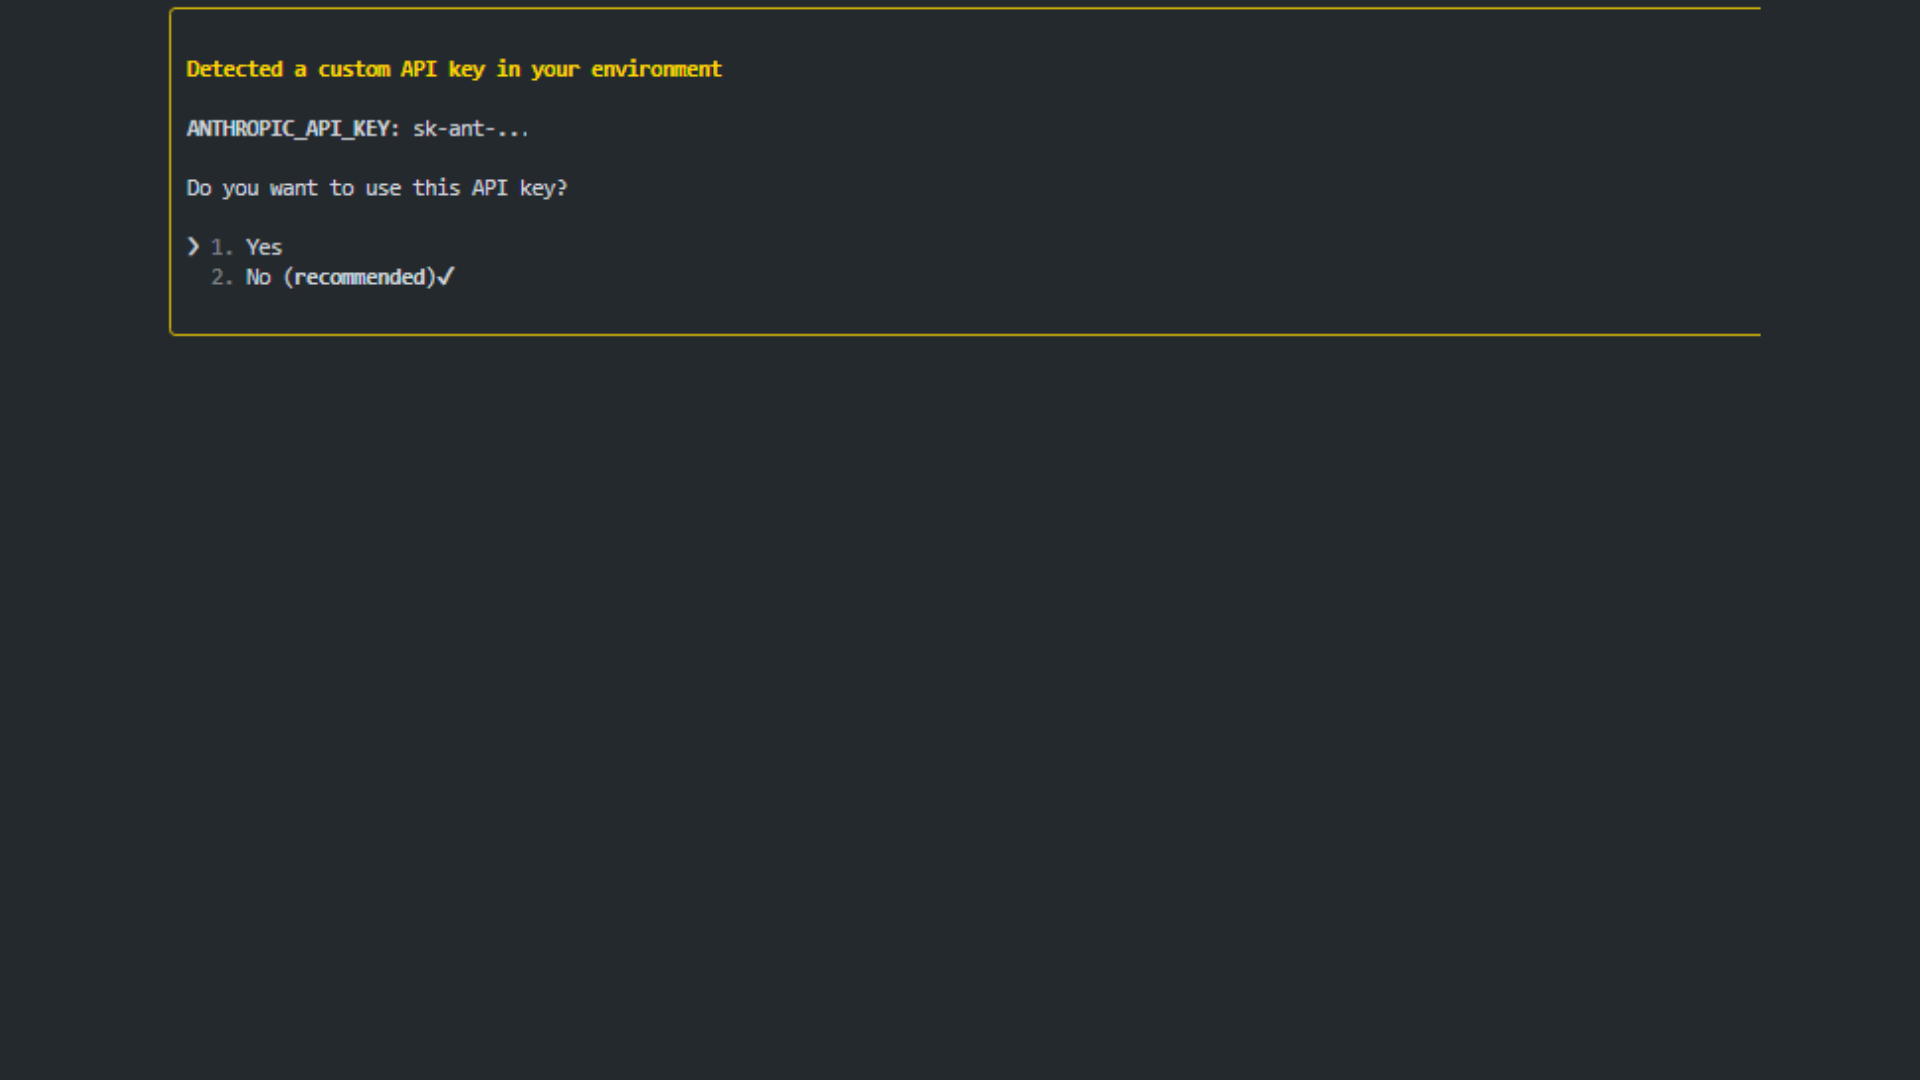 Detected a custom API key in your environment
ANTHROPIC_API_KEY: sk-ant-...
Do you want to use this API key?
❯ 1. Yes
2. No (recommended)✓